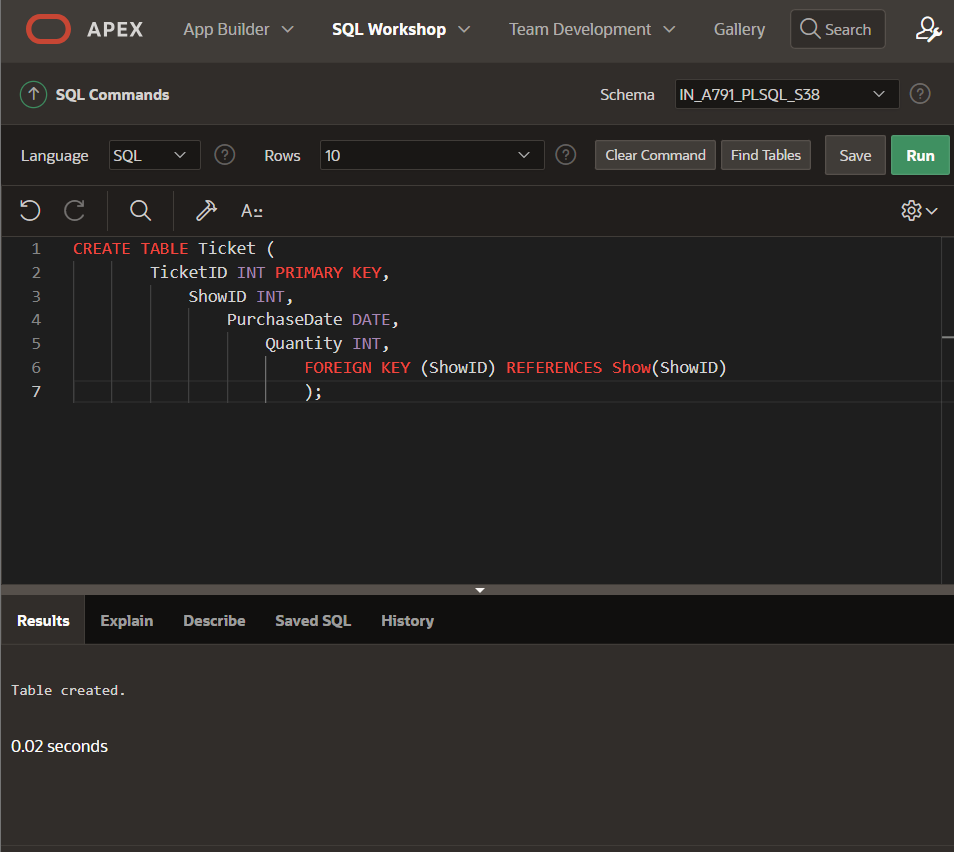 APEX App Builder SQL Workshop Team Development Gallery Search
SQL Commands Schema IN_A791_PLSQL_S38 ?
Language SQL ? Rows 10 ? Clear Command Find Tables Save Run
A::
1 CREATE TABLE Ticket (
2 TicketID INT PRIMARY KEY,
3 ShowID INT,
4 PurchaseDate DATE,
5 Quantity INT,
6 FOREIGN KEY (ShowID) REFERENCES Show(ShowID)
7 );
Results Explain Describe Saved SQL History
Table created.
0.02 seconds